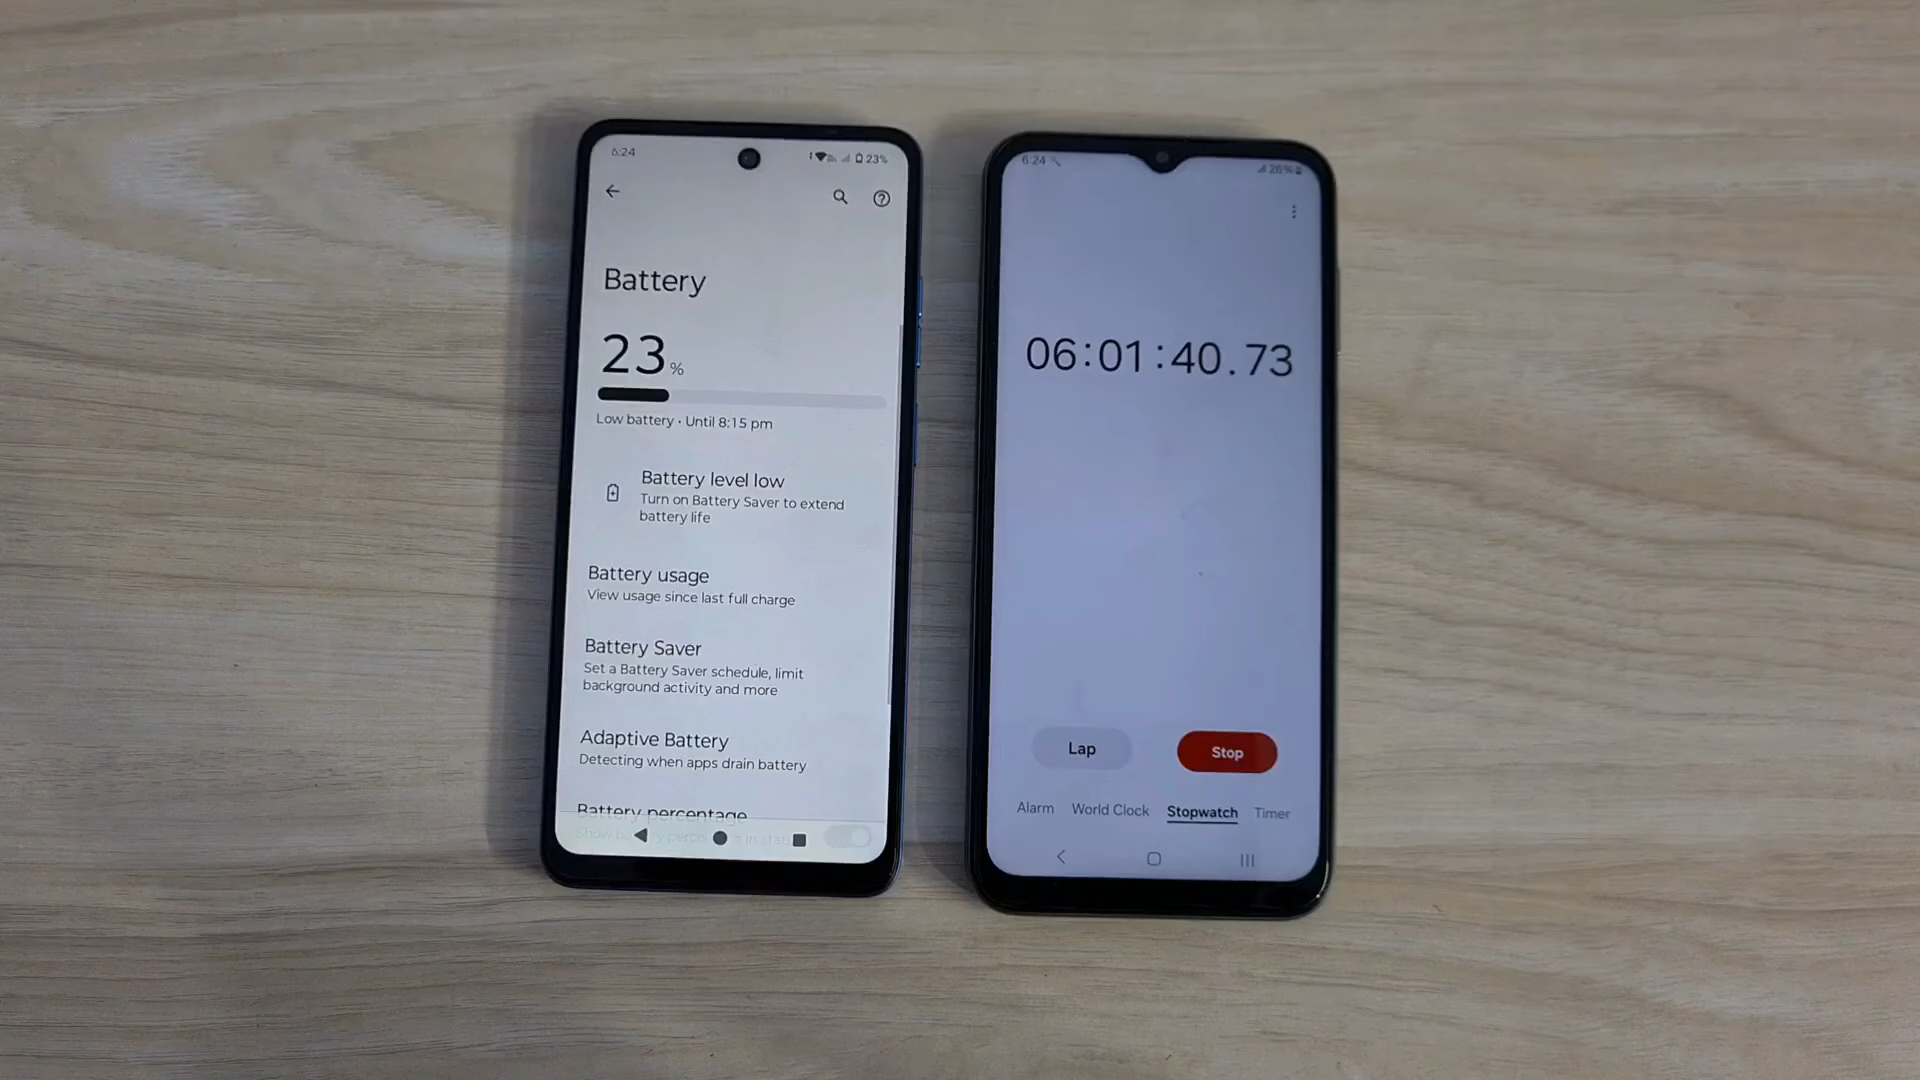 6:24
23%
Battery
23%
Low battery • Until 8:15 pm
Battery level low
Turn on Battery Saver to extend
battery life
Battery usage
View usage since last full charge
Battery Saver
Set a Battery Saver schedule, limit
background activity and more
Adaptive Battery
Detecting when apps drain battery
Battery percentage
6:24
26%
06:01:40.73
Lap
Stop
Alarm World Clock Stopwatch Timer